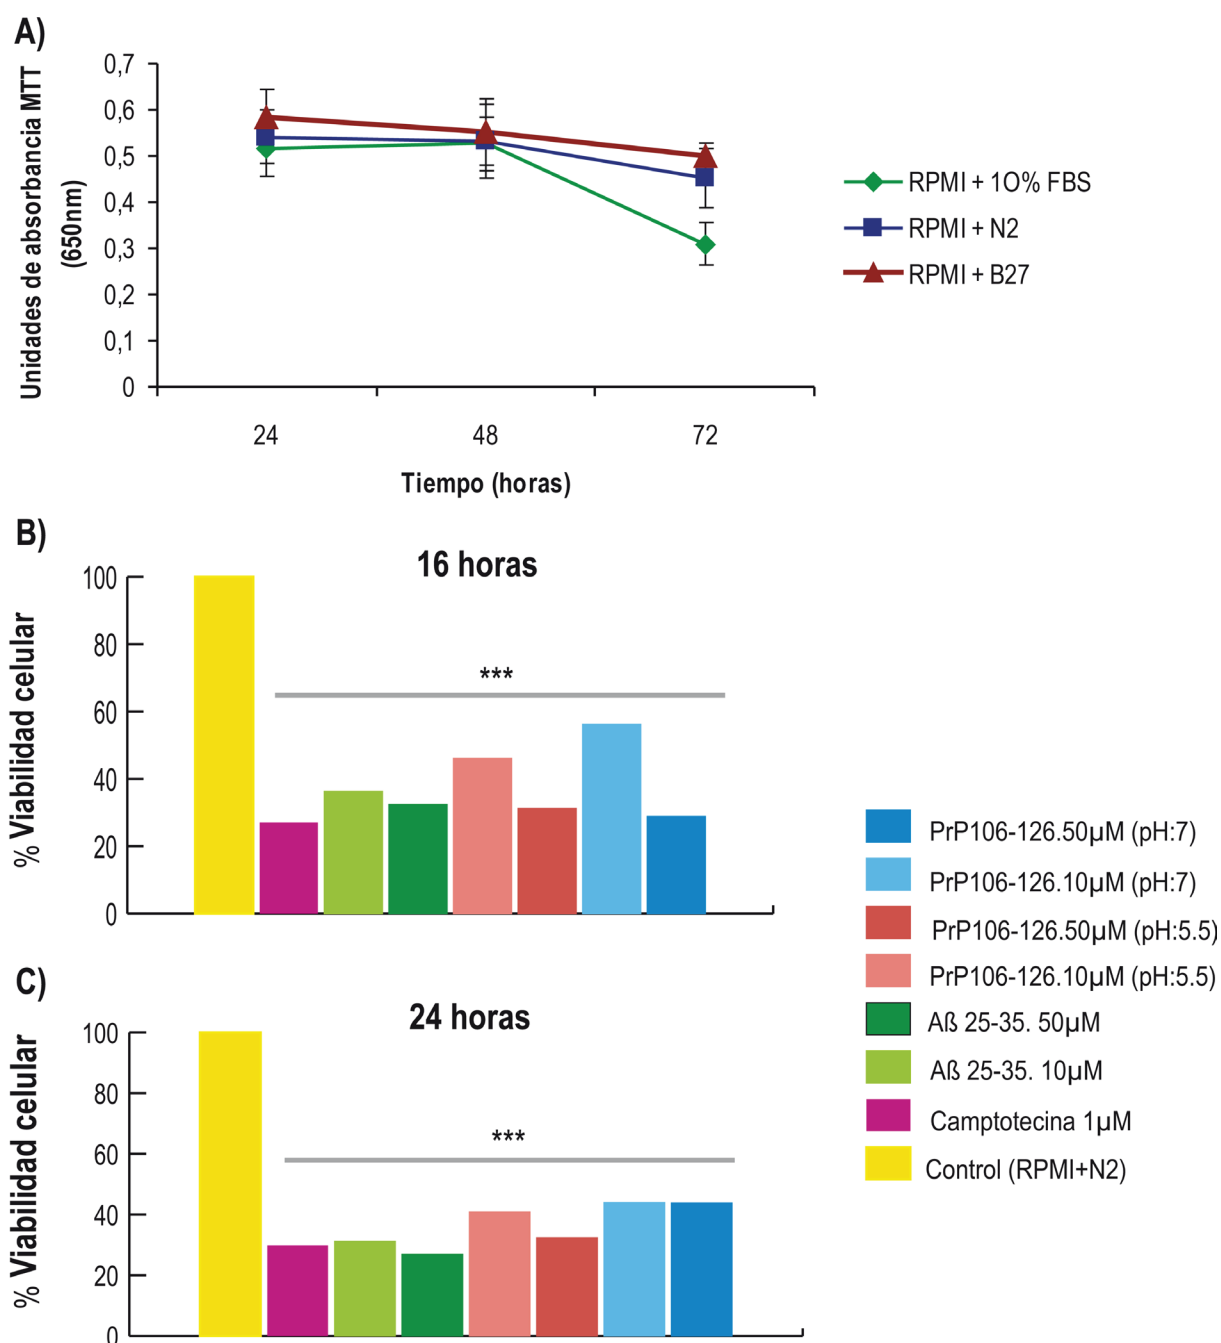 A)
Unidades de absorbancia MTT
(650nm)
0,7
0,6
0,5
0,4
0,3
0,2
0,1
0
24
48
72
Tiempo (horas)
RPMI + 1O% FBS
RPMI + N2
RPMI + B27
B)
16 horas
% Viabilidad celular
100
80
60
40
20
0
***
C)
24 horas
% Viabilidad celular
100
80
60
40
20
0
***
PrP106-126.50µM (pH:7)
PrP106-126.10µM (pH:7)
PrP106-126.50µM (pH:5.5)
PrP106-126.10µM (pH:5.5)
Aß 25-35. 50µM
Aß 25-35. 10µM
Camptotecina 1µM
Control (RPMI+N2)